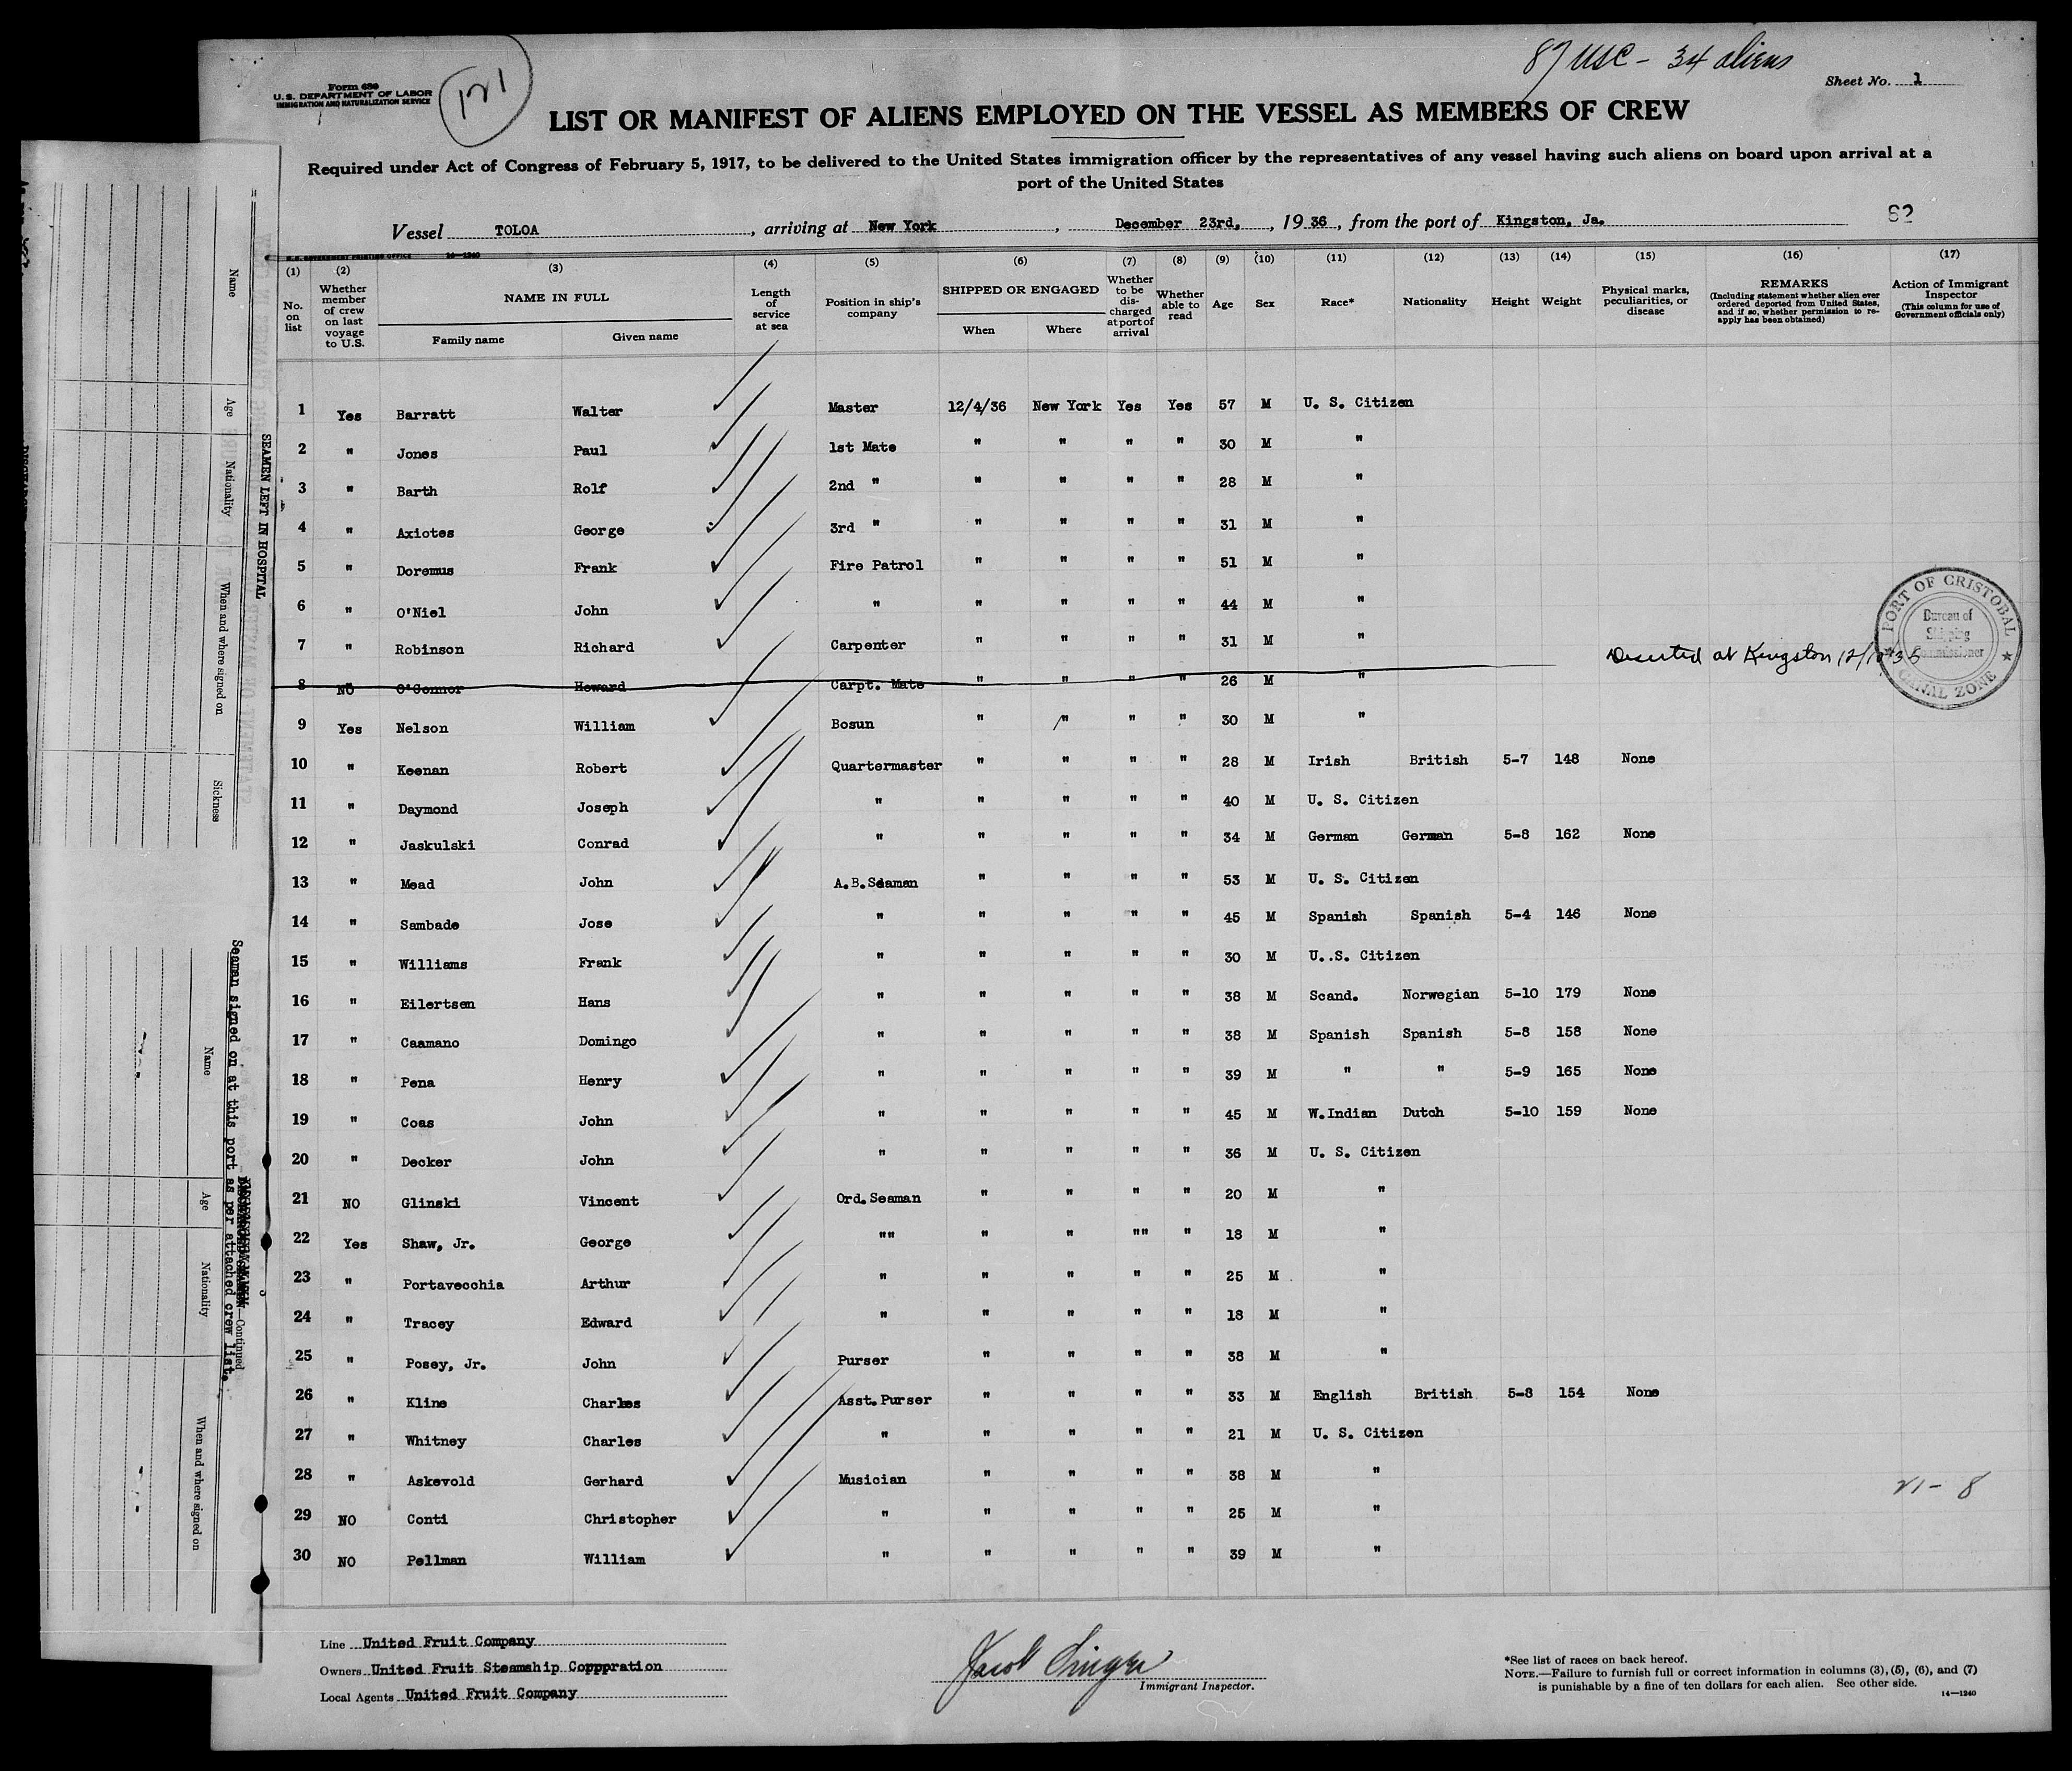 87 USC - 34 aliens
Form 689
U. S. DEPARTMENT OF LABOR
IMMIGRATION AND NATURALIZATION SERVICE
121
Sheet No. 1
LIST OR MANIFEST OF ALIENS EMPLOYED ON THE VESSEL AS MEMBERS OF CREW
Required under Act of Congress of February 5, 1917, to be delivered to the United States immigration officer by the representatives of any vessel having such aliens on board upon arrival at a
port of the United States
62
Vessel TOLOA, arriving at New York, December 23rd, , 19 36, from the port of Kingston, Ja.
U.S. GOVERNMENT PRINTING OFFICE 14—1240
(1) No. on list
(2) Whether member of crew on last voyage to U.S.
(3) NAME IN FULL Family name Given name
(4) Length of service at sea
(5) Position in ship's company
(6) SHIPPED OR ENGAGED When Where
(7) Whether to be discharged at port of arrival
(8) Whether able to read
(9) Age
(10) Sex
(11) Race*
(12) Nationality
(13) Height
(14) Weight
(15) Physical marks, peculiarities, or disease
(16) REMARKS (Including statement whether alien ever ordered deported from United States, and if so, whether permission to reapply has been obtained)
(17) Action of Immigrant Inspector (This column for use of Government officials only)
1 Yes Barratt Walter Master 12/4/36 New York Yes Yes 57 M U. S. Citizen
2 " Jones Paul 1st Mate " " " " 30 M "
3 " Barth Rolf 2nd " " " " " 28 M "
4 " Axiotes George 3rd " " " " " 31 M "
5 " Doremus Frank Fire Patrol " " " " 51 M "
6 " O'Niel John " " " " " 44 M "
7 " Robinson Richard Carpenter " " " " 31 M "
8 NO O'Connor Howard Carpt. Mate " " " " 26 M " Deserted at Kingston
9 Yes Nelson William Bosun " " " " 30 M "
10 " Keenan Robert Quartermaster " " " " 28 M Irish British 5-7 148 None
11 " Daymond Joseph " " " " " 40 M U. S. Citizen
12 " Jaskulski Conrad " " " " " 34 M German German 5-8 162 None
13 " Mead John A.B.Seaman " " " " 53 M U. S. Citizen
14 " Sambade Jose " " " " " 45 M Spanish Spanish 5-4 146 None
15 " Williams Frank " " " " " 30 M U..S. Citizen
16 " Eilertsen Hans " " " " " 38 M Scand. Norwegian 5-10 179 None
17 " Caamano Domingo " " " " " 38 M Spanish Spanish 5-8 158 None
18 " Pena Henry " " " " " 39 M " " 5-9 165 None
19 " Coas John " " " " " 45 M W.Indian Dutch 5-10 159 None
20 " Decker John " " " " " 36 M U. S. Citizen
21 NO Glinski Vincent Ord.Seaman " " " " 20 M "
22 Yes Shaw, Jr. George "" " " "" " 18 M "
23 " Portavecchia Arthur " " " " " 25 M "
24 " Tracey Edward " " " " " 18 M "
25 " Posey, Jr. John Purser " " " " 38 M "
26 " Kline Charles Asst.Purser " " " " 33 M English British 5-8 154 None
27 " Whitney Charles " " " " " 21 M U. S. Citizen
28 " Askevold Gerhard Musician " " " " 38 M "
29 NO Conti Christopher " " " " " 25 M "
30 NO Pellman William " " " " " 39 M "
PORT OF CRISTOBAL
Bureau of
Shipping
Commissioner
CANAL ZONE
21 - 8
Line United Fruit Company
Owners United Fruit Steamship Copppration
Local Agents United Fruit Company
Immigrant Inspector.
*See list of races on back hereof.
NOTE.—Failure to furnish full or correct information in columns (3), (5), (6), and (7)
is punishable by a fine of ten dollars for each alien. See other side.
14—1240
SEAMEN LEFT IN HOSPITAL
Name
Age
Nationality
When and where signed on
Sickness
—Continued
Seaman signed on at this port as per attached crew list.
Name
Age
Nationality
When and where signed on